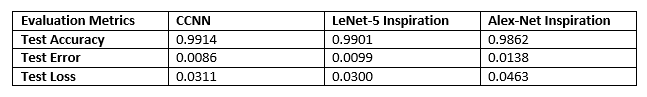 Evaluation Metrics CCNN LeNet-5 Inspiration Alex-Net Inspiration
Test Accuracy 0.9914 0.9901 0.9862
Test Error 0.0086 0.0099 0.0138
Test Loss 0.0311 0.0300 0.0463